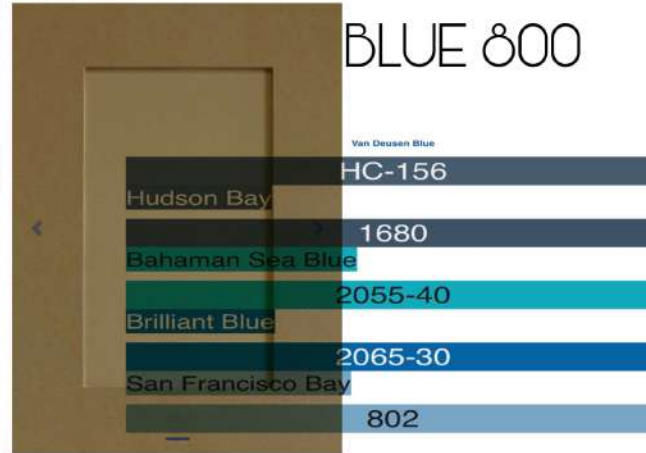 BLUE 800
Van Deusen Blue
HC-156
Hudson Bay
1680
Bahaman Sea Blue
2055-40
Brilliant Blue
2065-30
San Francisco Bay
802